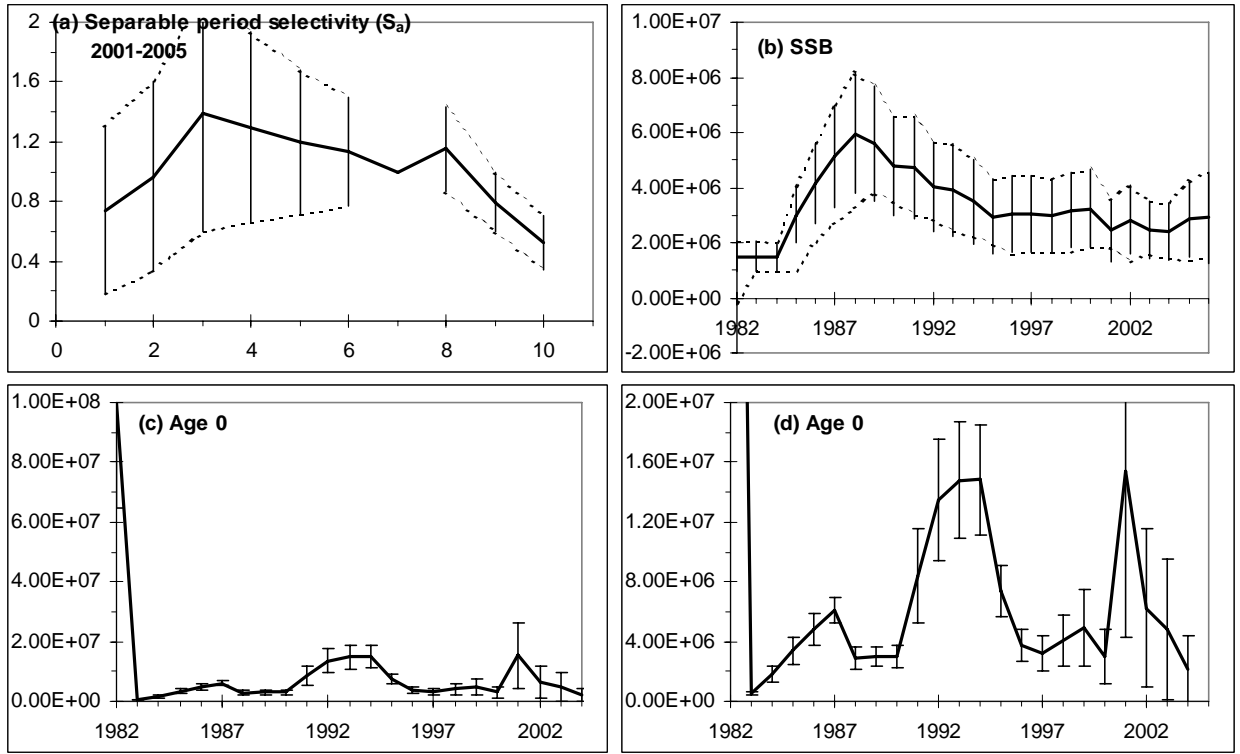 (a) Separable period selectivity (Sa)
2001-2005
2
1.6
1.2
0.8
0.4
0
0 2 4 6 8 10
(b) SSB
1.00E+07
8.00E+06
6.00E+06
4.00E+06
2.00E+06
0.00E+00
-2.00E+06
1982 1987 1992 1997 2002
(c) Age 0
1.00E+08
8.00E+07
6.00E+07
4.00E+07
2.00E+07
0.00E+00
1982 1987 1992 1997 2002
(d) Age 0
2.00E+07
1.60E+07
1.20E+07
8.00E+06
4.00E+06
0.00E+00
1982 1987 1992 1997 2002